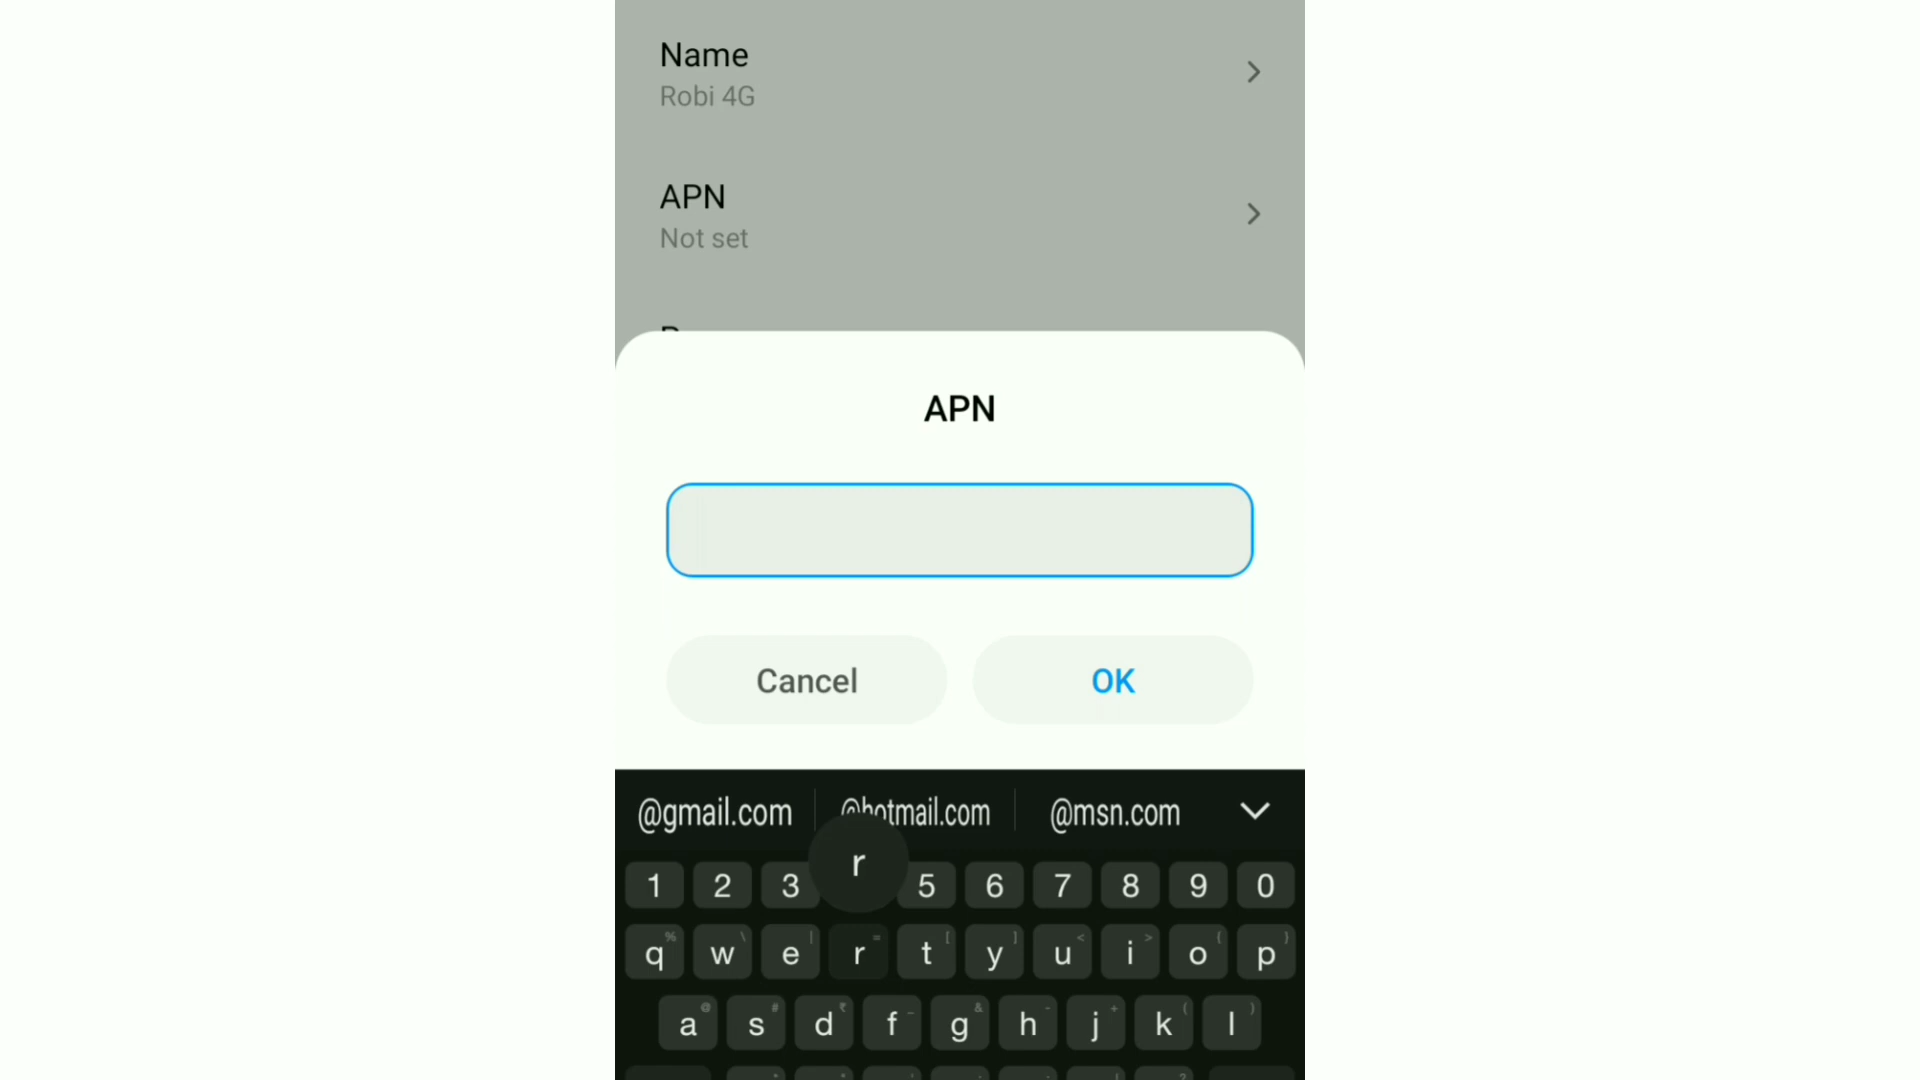 Name
Robi 4G
APN
Not set
APN
Cancel
OK
@gmail.com @hotmail.com @msn.com
r
1 2 3 5 6 7 8 9 0
q w e r t y u i o p
a s d f g h j k l